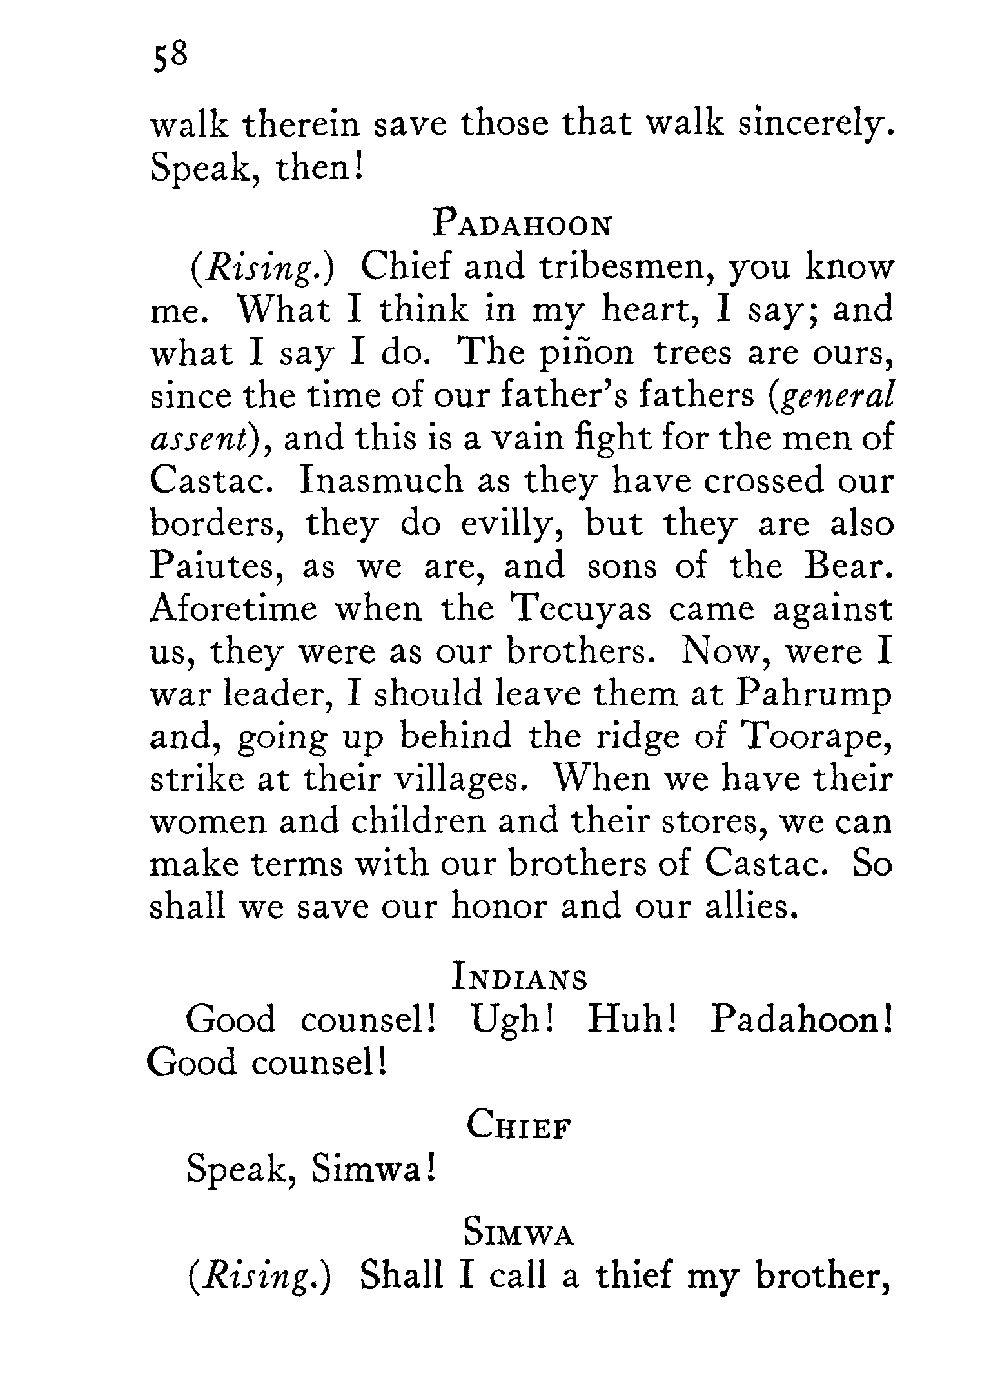 58
walk therein save those that walk sincerely.
Speak, then!
PADAHOON
(Rising.) Chief and tribesmen, you know
me. What I think in my heart, I say; and
what I say I do. The piñon trees are ours,
since the time of our father's fathers (general
assent), and this is a vain fight for the men of
Castac. Inasmuch as they have crossed our
borders, they do evilly, but they are also
Paiutes, as we are, and sons of the Bear.
Aforetime when the Tecuyas came against
us, they were as our brothers. Now, were I
war leader, I should leave them at Pahrump
and, going up behind the ridge of Toorape,
strike at their villages. When we have their
women and children and their stores, we can
make terms with our brothers of Castac. So
shall we save our honor and our allies.
INDIANS
Good counsel! Ugh! Huh! Padahoon!
Good counsel!
CHIEF
Speak, Simwa!
SIMWA
(Rising.) Shall I call a thief my brother,